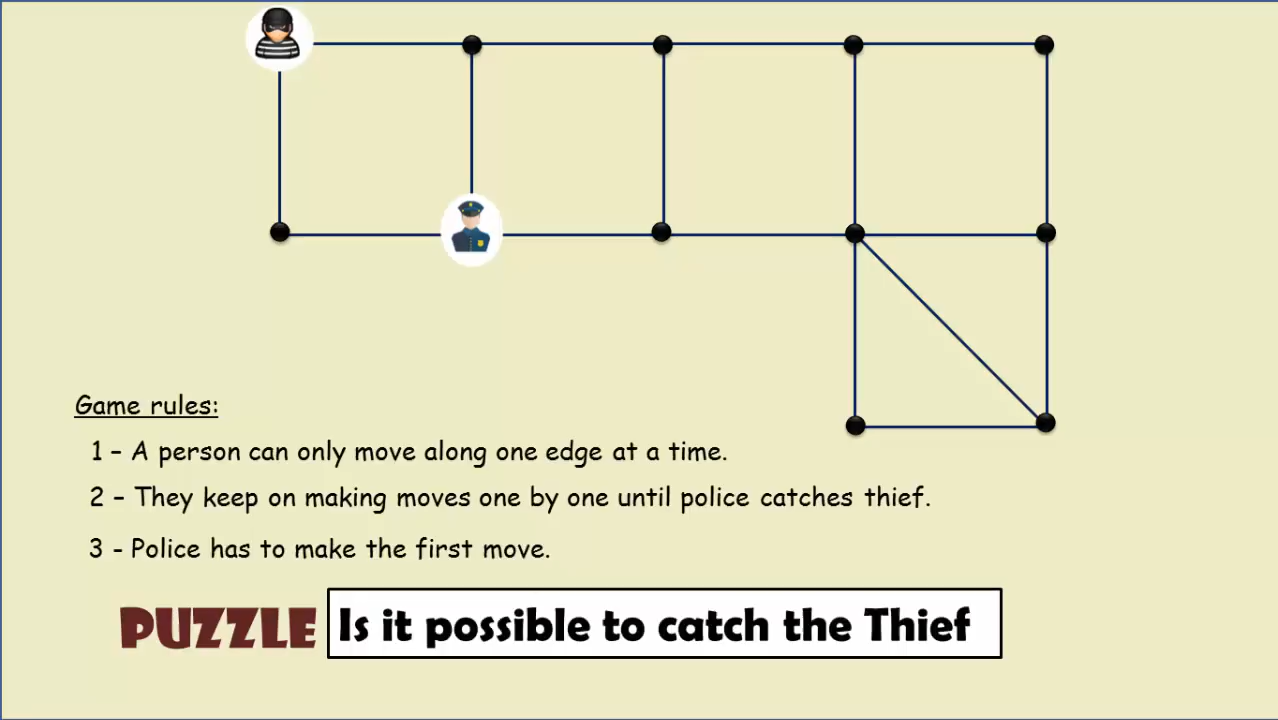 Game rules:
1 – A person can only move along one edge at a time.
2 – They keep on making moves one by one until police catches thief.
3 - Police has to make the first move.
PUZZLE Is it possible to catch the Thief